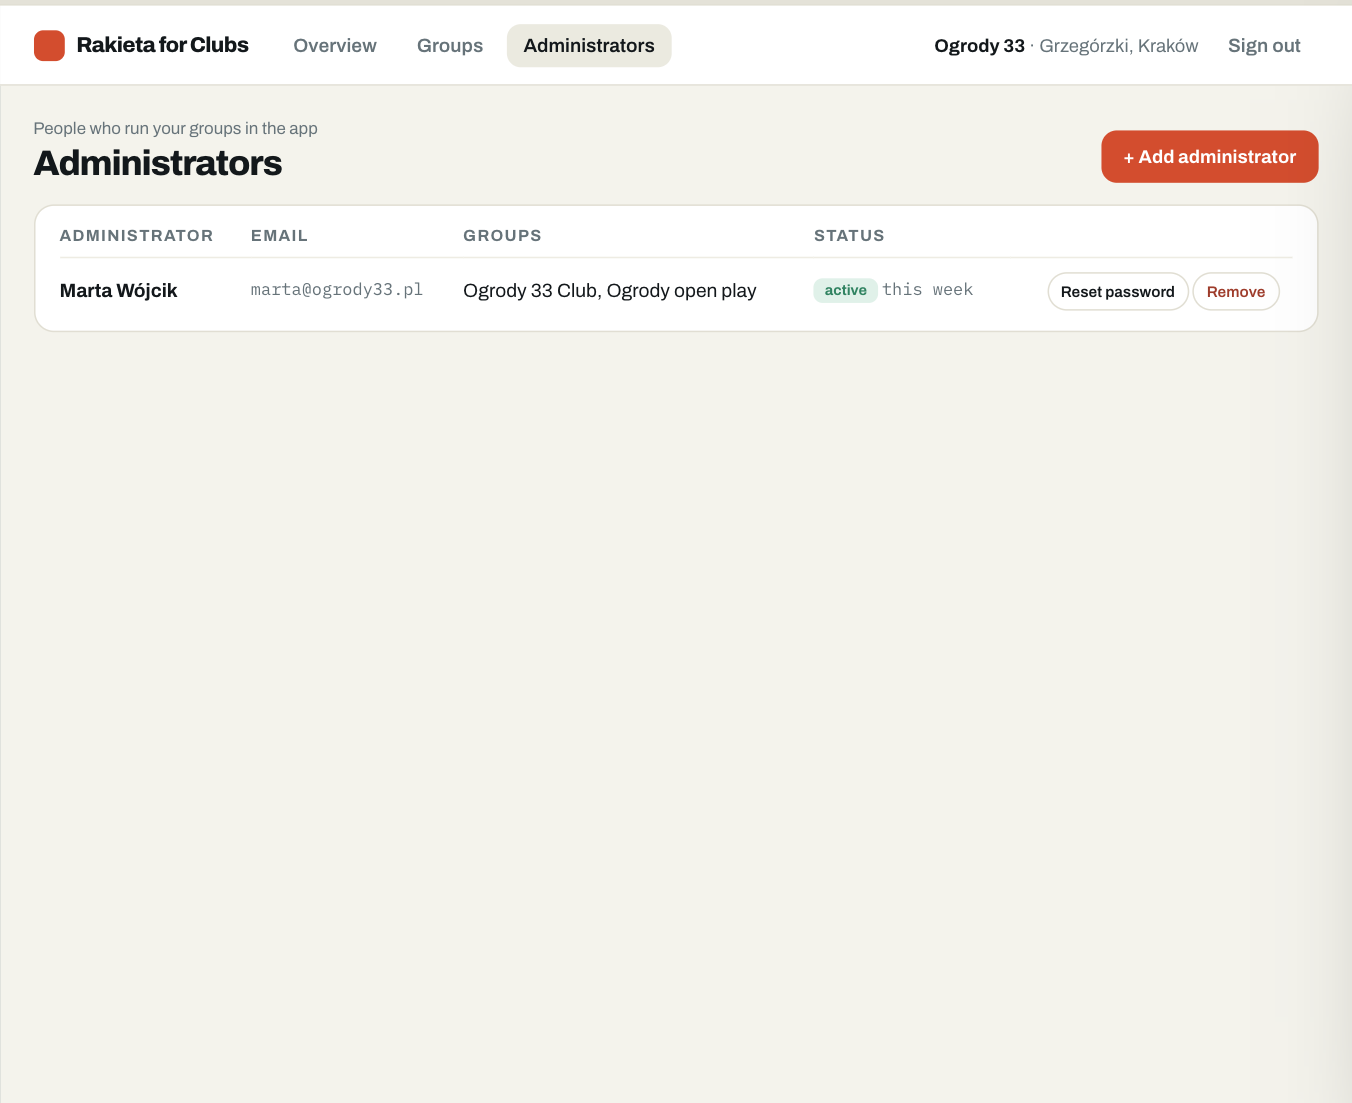 Rakieta for Clubs Overview Groups Administrators Ogrody 33 · Grzegórzki, Kraków Sign out
People who run your groups in the app
Administrators
+ Add administrator
ADMINISTRATOR EMAIL GROUPS STATUS
Marta Wójcik marta@ogrody33.pl Ogrody 33 Club, Ogrody open play active this week Reset password Remove